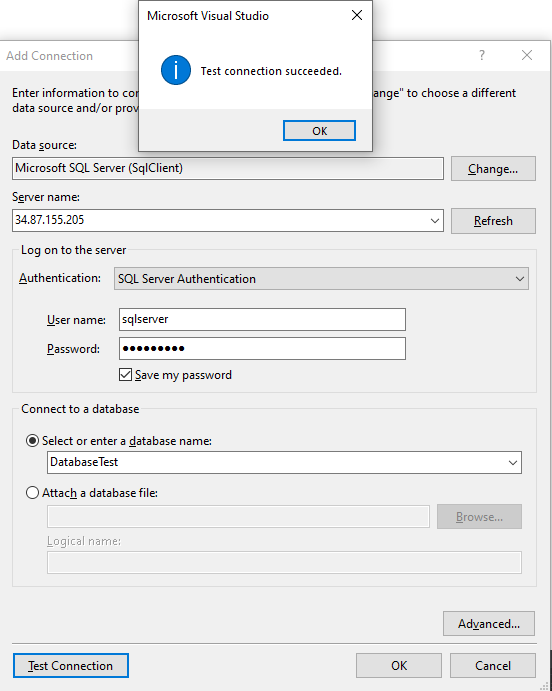 Microsoft Visual Studio
Test connection succeeded.
OK
Add Connection
?
Enter information to con
ange" to choose a different
data source and/or prov
Data source:
Microsoft SQL Server (SqlClient)
Change...
Server name:
34.87.155.205
Refresh
Log on to the server
Authentication:
SQL Server Authentication
User name:
sqlserver
Password:
●●●●●●●●●
Save my password
Connect to a database
Select or enter a database name:
DatabaseTest
Attach a database file:
Browse...
Logical name:
Advanced...
Test Connection
OK
Cancel